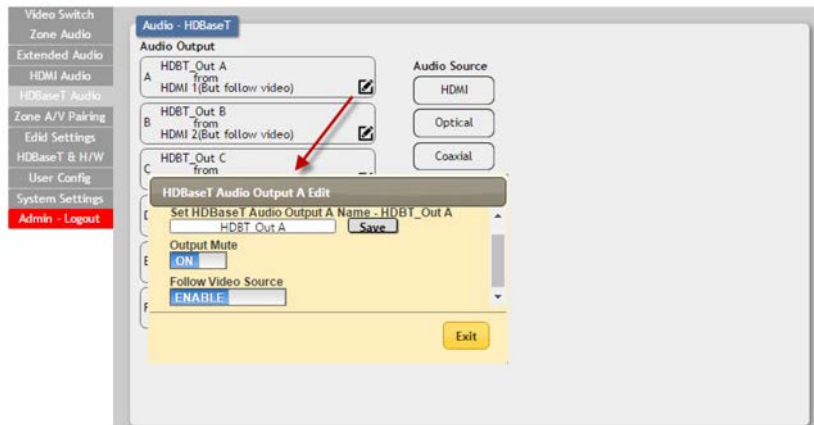 Video Switch
Zone Audio
Extended Audio
HDMI Audio
HDBaseT Audio
Zone A/V Pairing
Edid Settings
HDBaseT & H/W
User Config
System Settings
Admin - Logout
Audio - HDBaseT
Audio Output
A
HDBT_Out A
from
HDMI 1(But follow video)
B
HDBT_Out B
from
HDMI 2(But follow video)
C
HDBT_Out C
from
D
E
F
Audio Source
HDMI
Optical
Coaxial
HDBaseT Audio Output A Edit
Set HDBaseT Audio Output A Name - HDBT_Out A
HDBT Out A
Save
Output Mute
ON
Follow Video Source
ENABLE
Exit